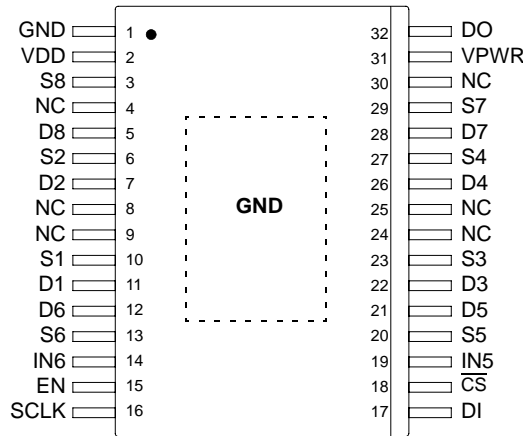 GND 1 32 DO
VDD 2 31 VPWR
S8 3 30 NC
NC 4 29 S7
D8 5 28 D7
S2 6 27 S4
D2 7 26 D4
NC 8 25 NC
GND
NC 9 24 NC
S1 10 23 S3
D1 11 22 D3
D6 12 21 D5
S6 13 20 S5
IN6 14 19 IN5
EN 15 18 C̅S̅
SCLK 16 17 DI